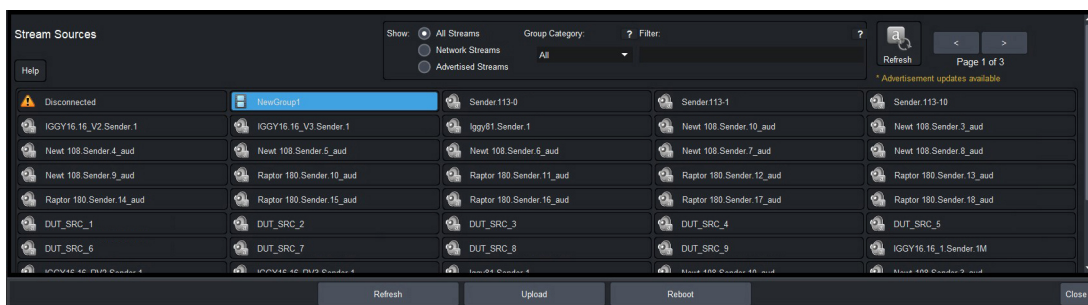 Stream Sources
Help
Show:
All Streams
Network Streams
Advertised Streams
Group Category:
?
All
Filter:
?
a
Refresh
<
>
Page 1 of 3
* Advertisement updates available
Disconnected
NewGroup1
Sender.113-0
Sender.113-1
Sender.113-10
IGGY16.16_V2.Sender.1
IGGY16.16_V3.Sender.1
Iggy81.Sender.1
Newt 108.Sender.10_aud
Newt 108.Sender.3_aud
Newt 108.Sender.4_aud
Newt 108.Sender.5_aud
Newt 108.Sender.6_aud
Newt 108.Sender.7_aud
Newt 108.Sender.8_aud
Newt 108.Sender.9_aud
Raptor 180.Sender.10_aud
Raptor 180.Sender.11_aud
Raptor 180.Sender.12_aud
Raptor 180.Sender.13_aud
Raptor 180.Sender.14_aud
Raptor 180.Sender.15_aud
Raptor 180.Sender.16_aud
Raptor 180.Sender.17_aud
Raptor 180.Sender.18_aud
DUT_SRC_1
DUT_SRC_2
DUT_SRC_3
DUT_SRC_4
DUT_SRC_5
DUT_SRC_6
DUT_SRC_7
DUT_SRC_8
DUT_SRC_9
IGGY16.16_1.Sender.1M
Refresh
Upload
Reboot
Close